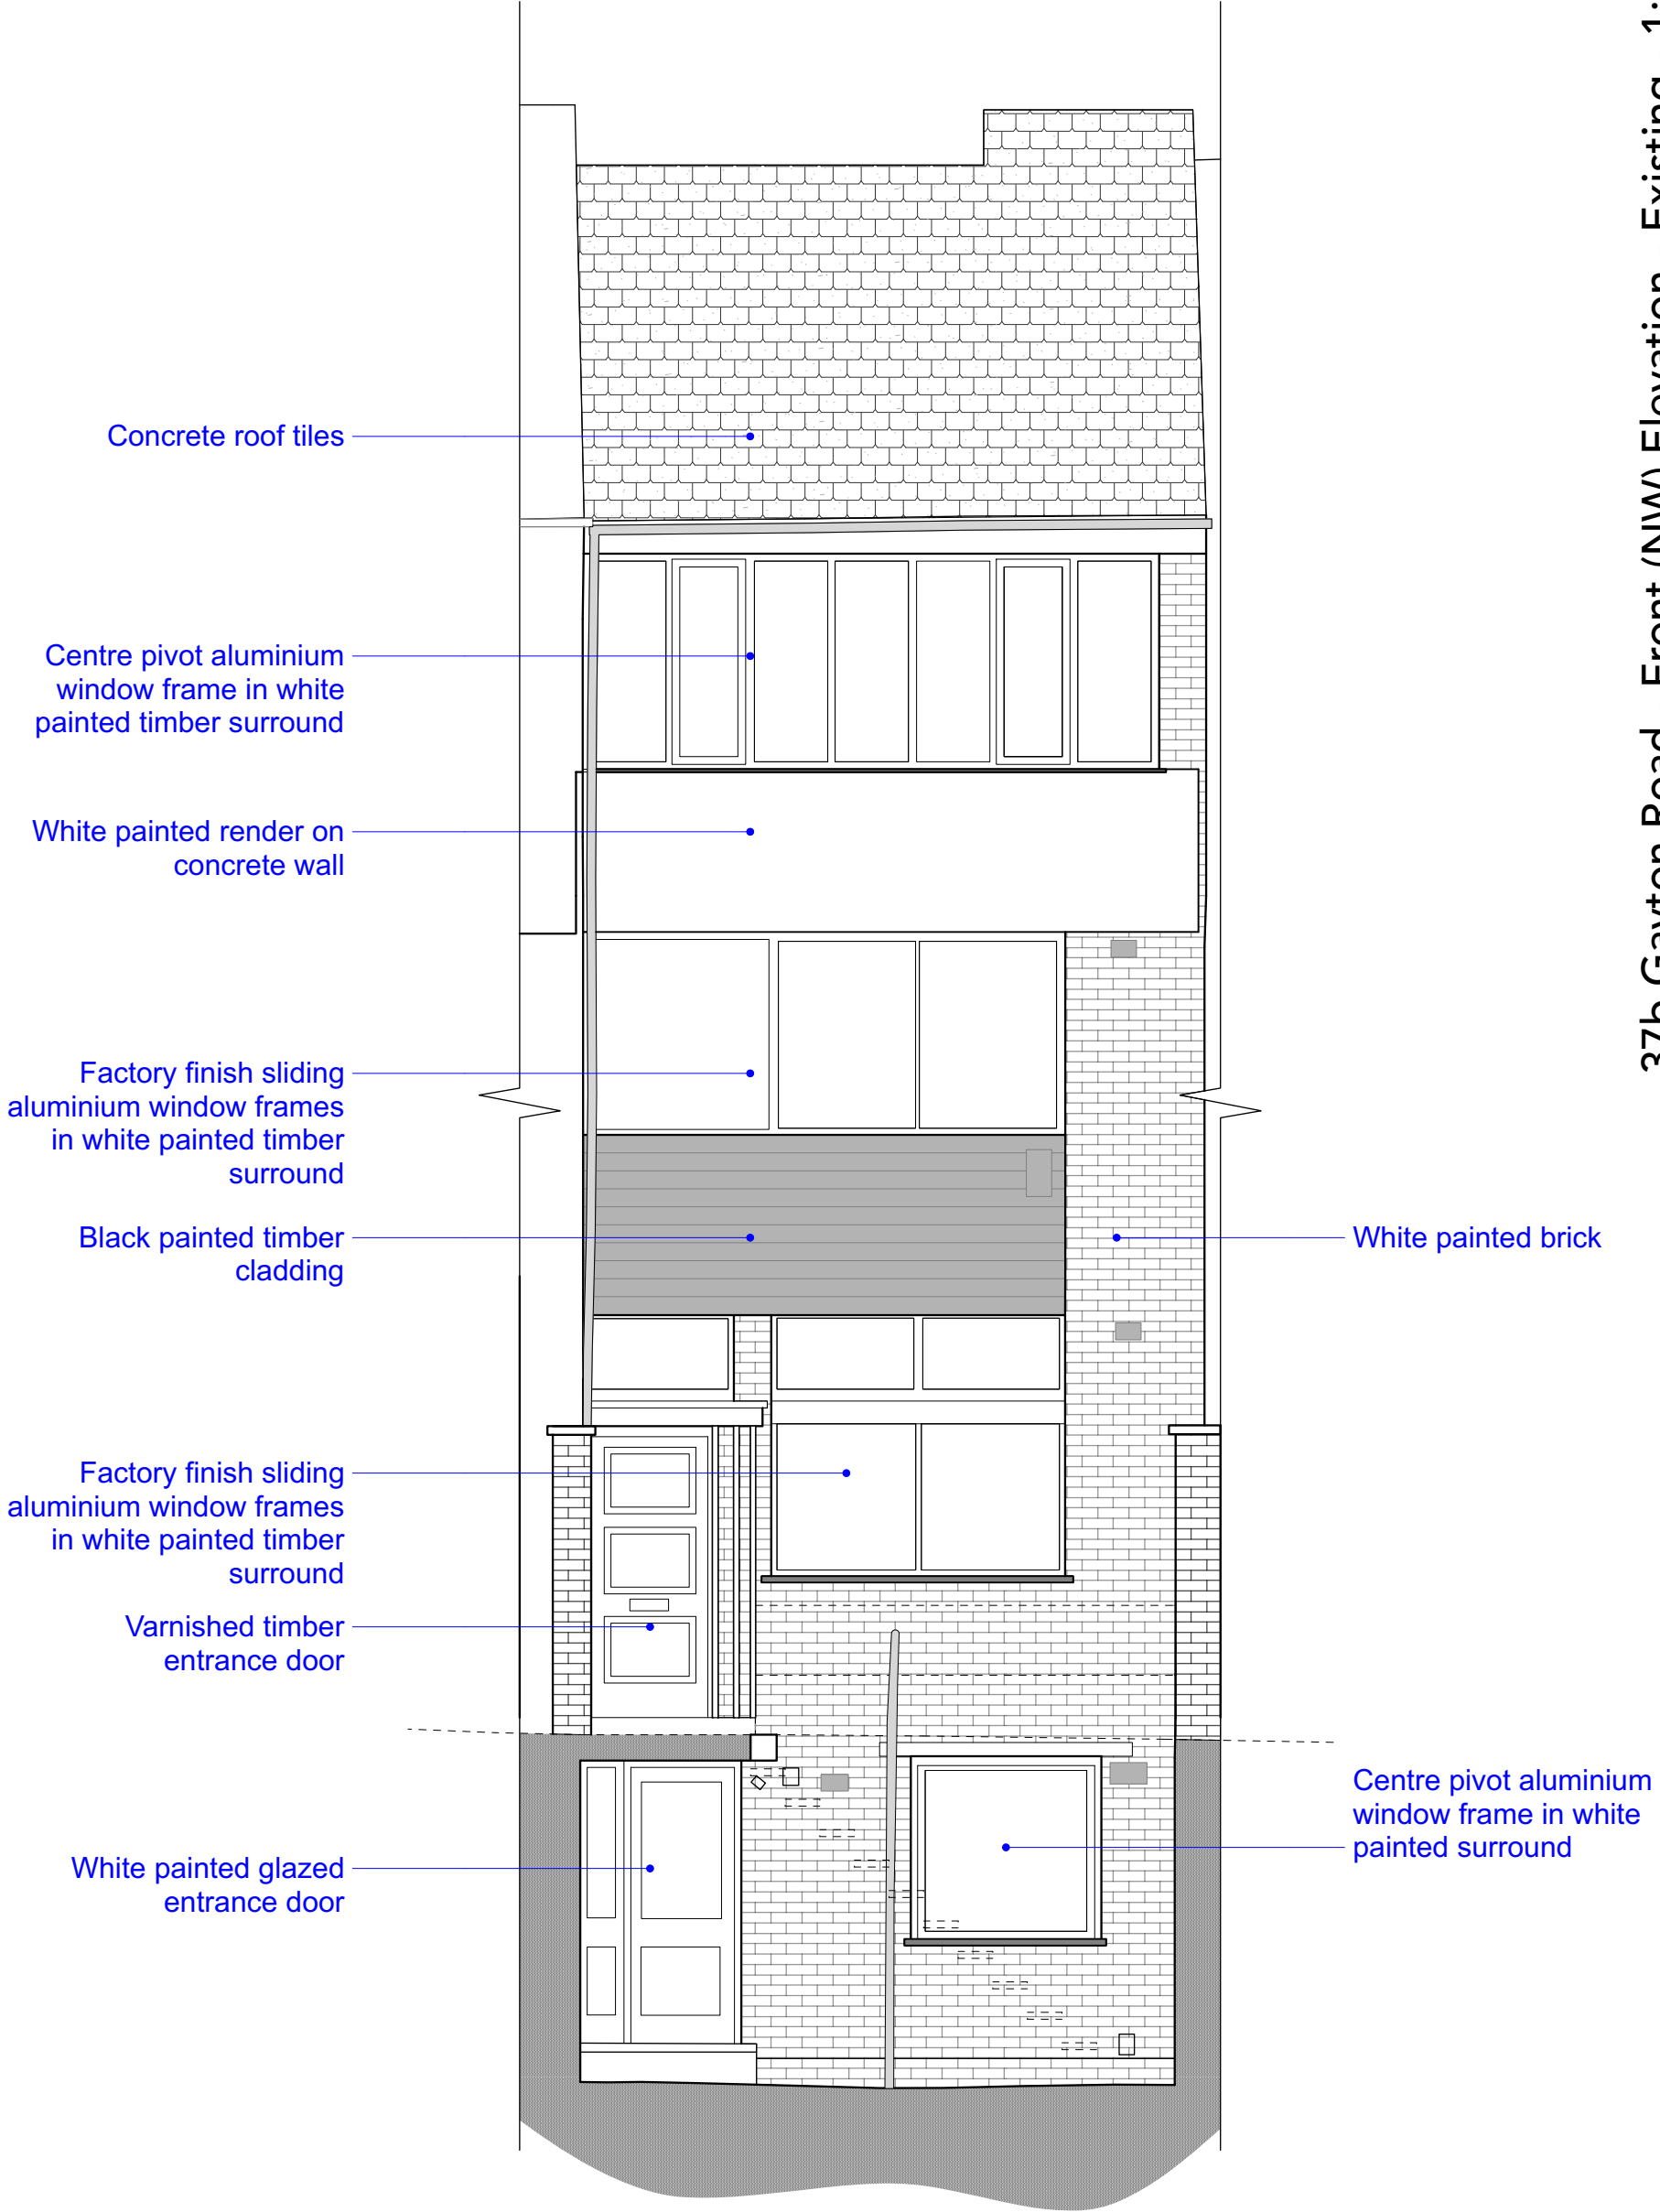 Concrete roof tiles
Centre pivot aluminium
window frame in white
painted timber surround
White painted render on
concrete wall
Factory finish sliding
aluminium window frames
in white painted timber
surround
Black painted timber
cladding
White painted brick
Factory finish sliding
aluminium window frames
in white painted timber
surround
Varnished timber
entrance door
Centre pivot aluminium
window frame in white
painted surround
White painted glazed
entrance door
37b Gayton Road Front (NW) Elevation Existing 1: